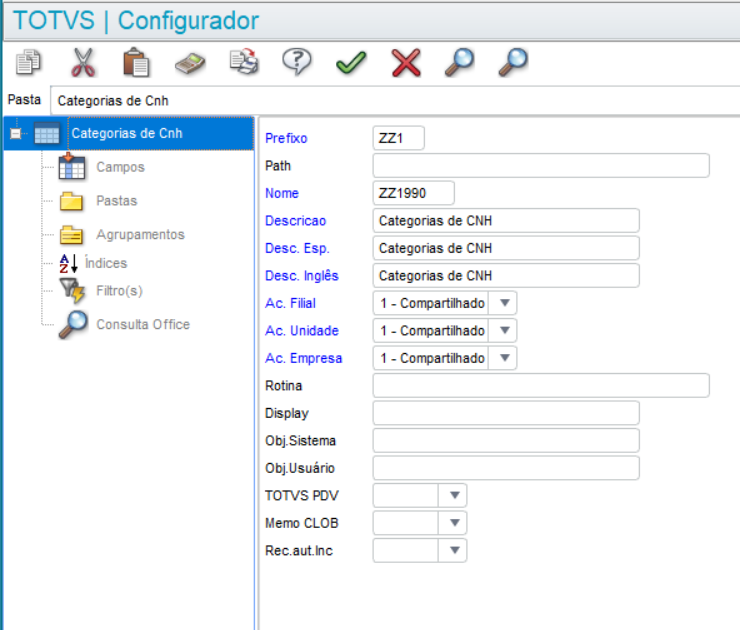 TOTVS | Configurador
Pasta Categorias de Cnh
Categorias de Cnh
Campos
Pastas
Agrupamentos
Índices
Filtro(s)
Consulta Office
Prefixo ZZ1
Path
Nome ZZ1990
Descricao Categorias de CNH
Desc. Esp. Categorias de CNH
Desc. Inglês Categorias de CNH
Ac. Filial 1 - Compartilhado
Ac. Unidade 1 - Compartilhado
Ac. Empresa 1 - Compartilhado
Rotina
Display
Obj.Sistema
Obj.Usuário
TOTVS PDV
Memo CLOB
Rec.aut.Inc